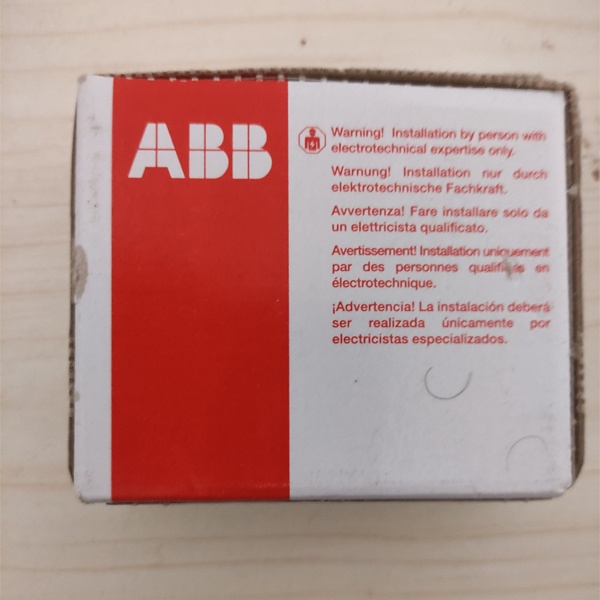 ABB
Warning! Installation by person with
electrotechnical expertise only.
Warnung! Installation nur durch
elektrotechnische Fachkraft.
Avvertenza! Fare installare solo da
un elettricista qualificato.
Avertissement! Installation uniquement
par des personnes qualifiés en
électrotechnique.
¡Advertencia! La instalación deberá
ser realizada únicamente por
electricistas especializados.